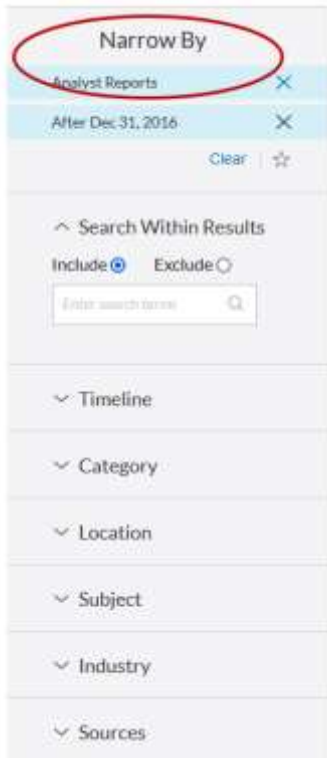 Narrow By
Analyst Reports
After Dec 31, 2016
Clear
Search Within Results
Include Exclude
Enter search terms
Timeline
Category
Location
Subject
Industry
Sources